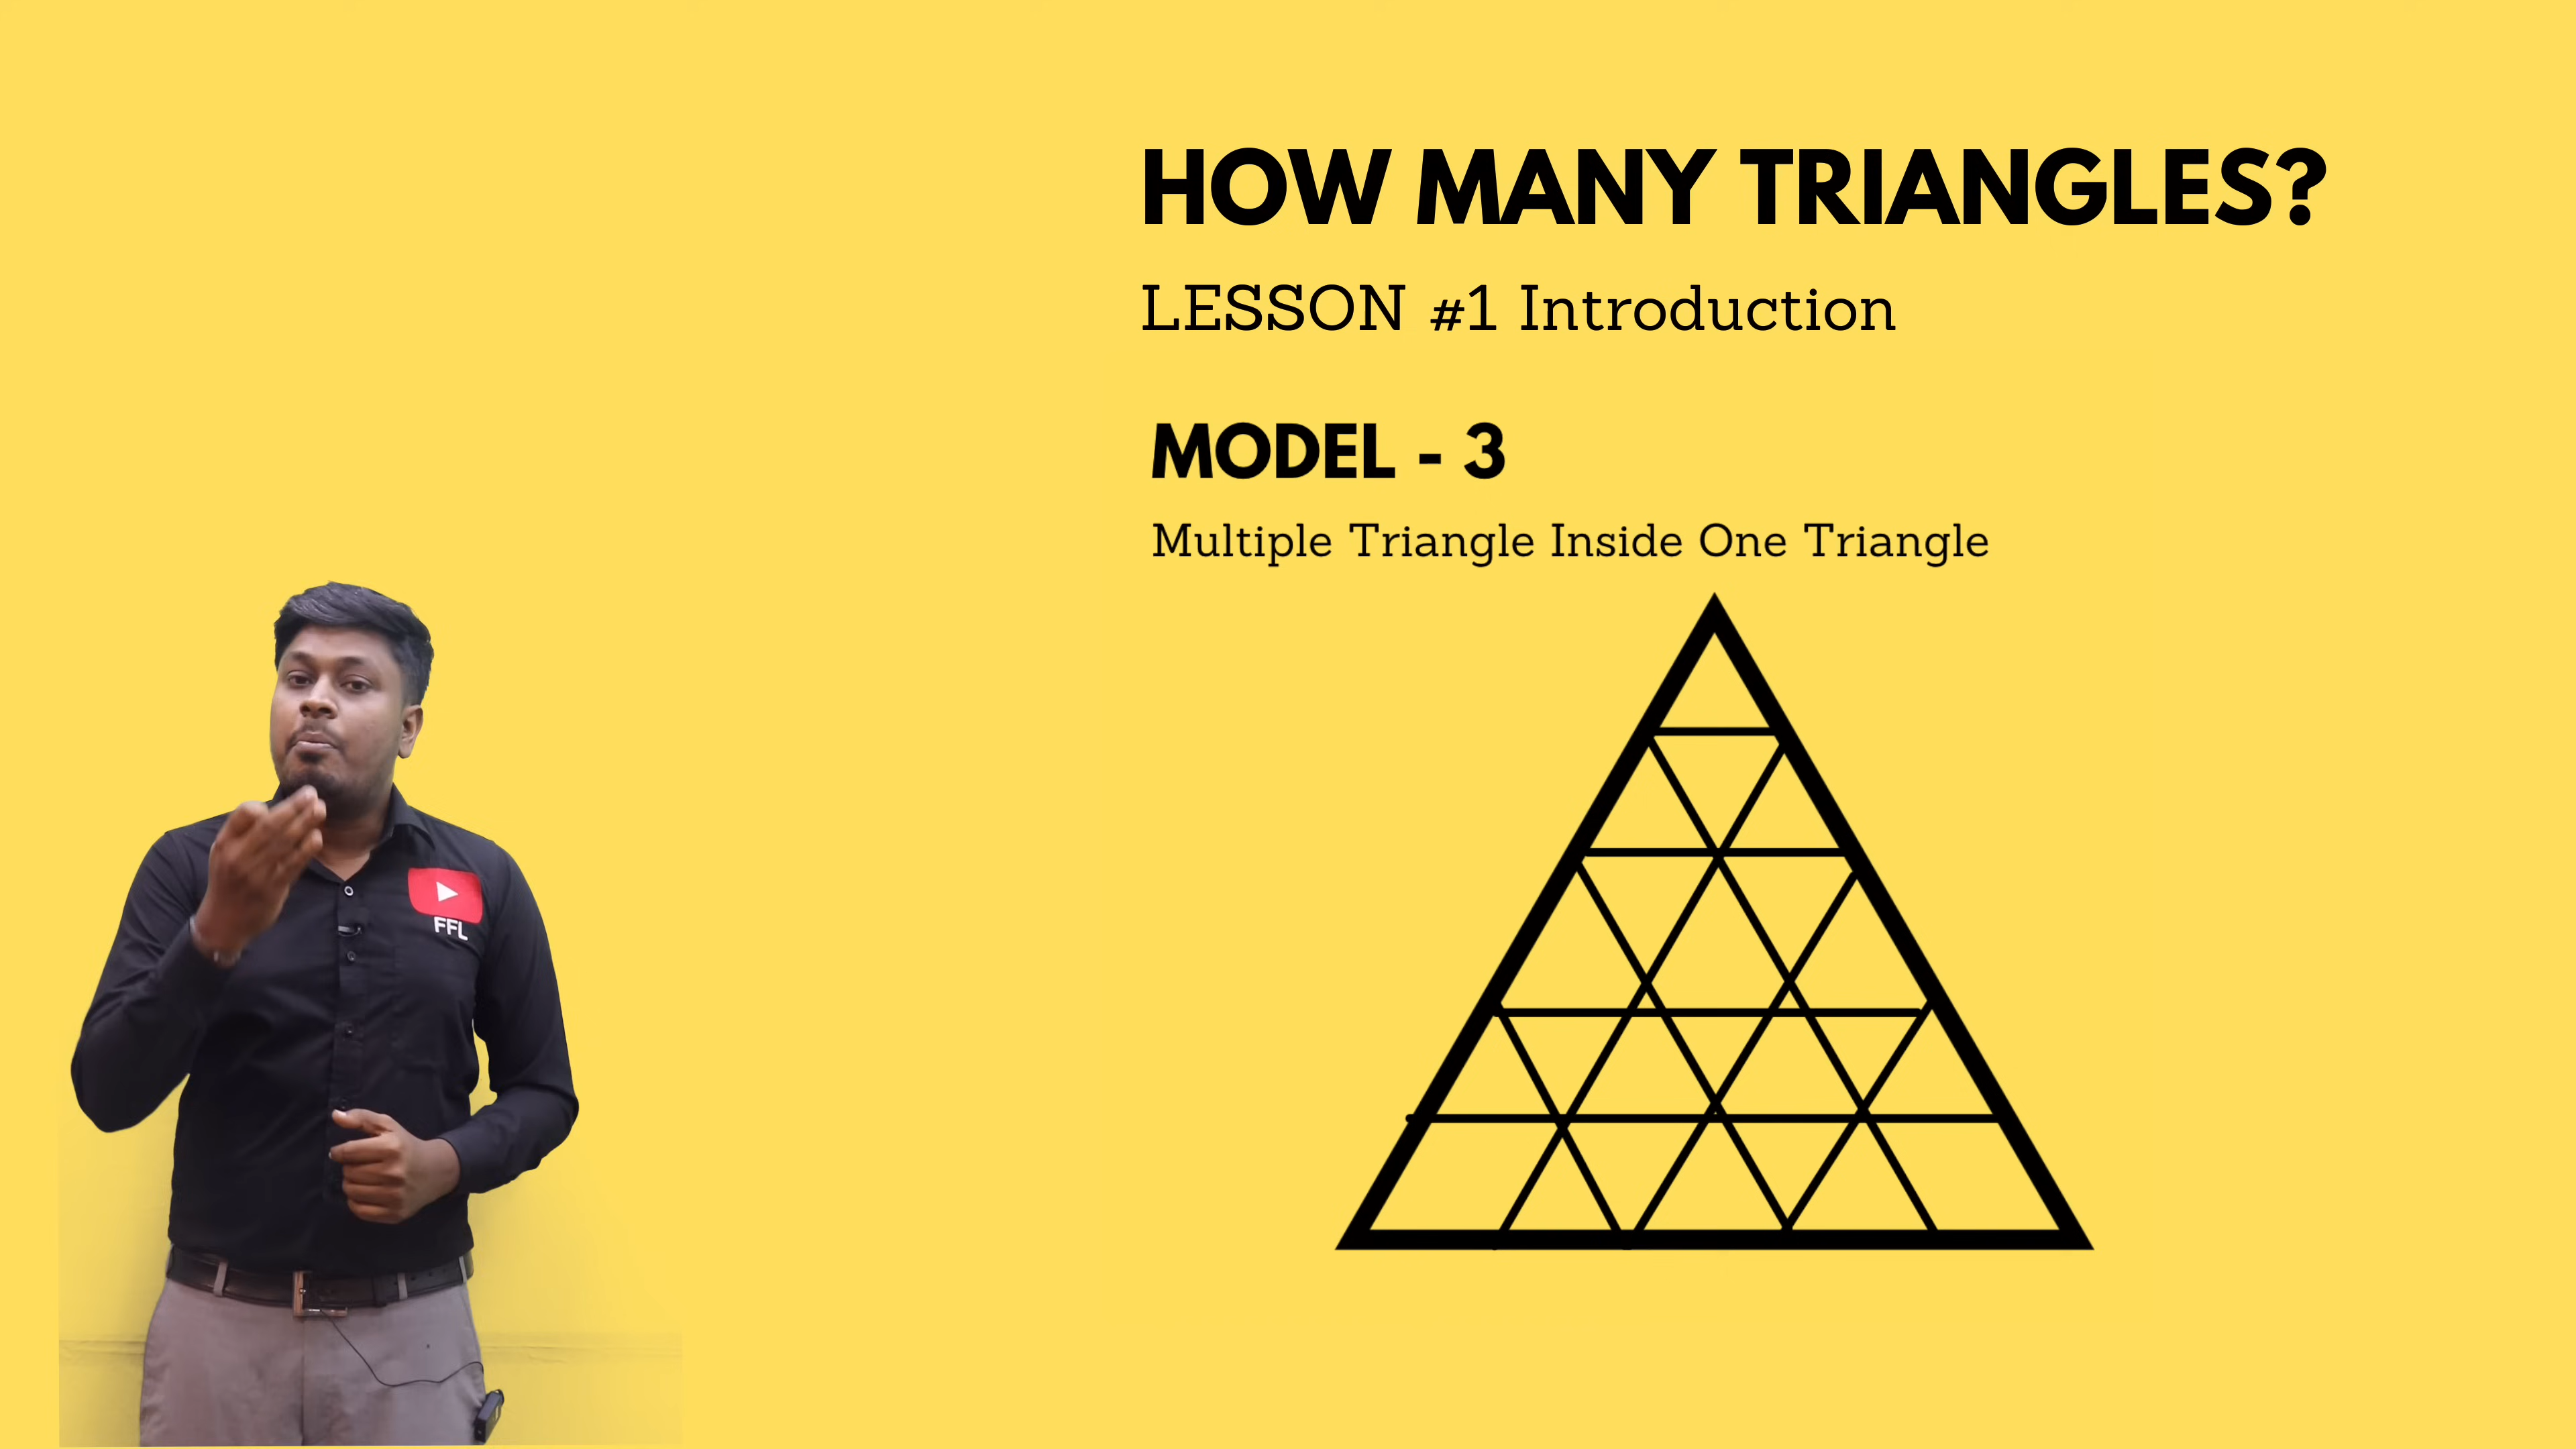 HOW MANY TRIANGLES?
LESSON #1 Introduction
MODEL - 3
Multiple Triangle Inside One Triangle
FFL